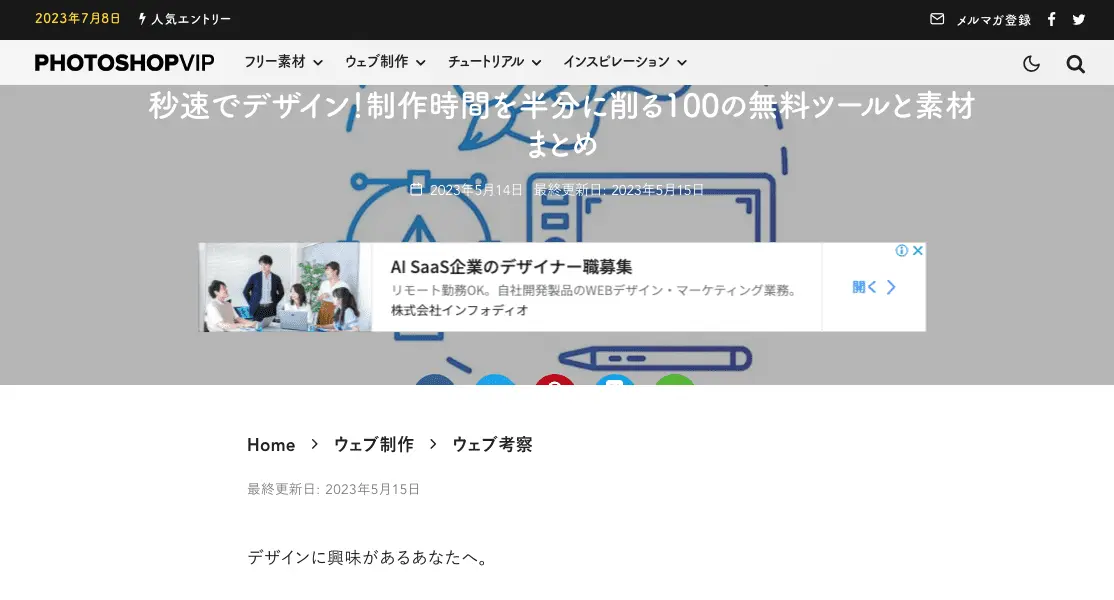 2023年7月8日 人気エントリー メルマガ登録
PHOTOSHOPVIP フリー素材 ウェブ制作 チュートリアル インスピレーション
秒速でデザイン!制作時間を半分に削る100の無料ツールと素材
まとめ
2023年5月14日 最終更新日: 2023年5月15日
AI SaaS企業のデザイナー職募集
リモート勤務OK。自社開発製品のWEBデザイン・マーケティング業務。
株式会社インフォディオ
開く
Home > ウェブ制作 > ウェブ考察
最終更新日: 2023年5月15日
デザインに興味があるあなたへ。